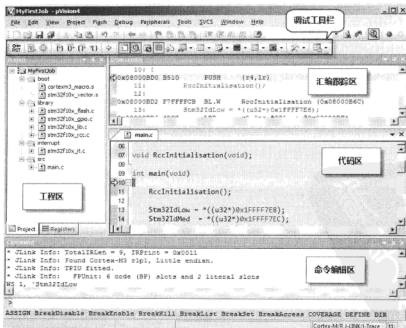 MyFirstJob - μVision4
File Edit View Project Flash Debug Peripherals Tools SVCS Window Help
调试工具栏
Project
MyFirstJob
boot
cortexm3_macro.s
stm32f10x_vector.s
library
stm32f10x_flash.c
stm32f10x_gpio.c
stm32f10x_lib.c
stm32f10x_rcc.c
interrupt
stm32f10x_it.c
src
main.c
工程区
Project Registers
10: {
0x08000BD0 B510 PUSH {r4,lr}
11: RccInitialisation();
12:
0x08000BD2 F7FFFFCB BL.W RccInitialisation (0x08000B6C)
13: Stm32IdLow = *((u32*)0x1FFFF7E8);
汇编跟踪区
main.c
06
07 void RccInitialisation(void);
08
09 int main(void)
10 {
11 RccInitialisation();
12
13 Stm32IdLow = *((u32*)0x1FFFF7E8);
14 Stm32IdMed = *((u32*)0x1FFFF7EC);
代码区
Command
* JLink Info: TotalIRLen = 9, IRPrint = 0x0011
* JLink Info: Found Cortex-M3 r1p1, Little endian.
* JLink Info: TPIU fitted.
* JLink Info: FPUnit: 6 code (BP) slots and 2 literal slots
WS 1, `Stm32IdLow
命令编辑区
>
ASSIGN BreakDisable BreakEnable BreakKill BreakList BreakSet BreakAccess COVERAGE DEFINE DIR
Cortex-M/R J-LINK/J-Trace